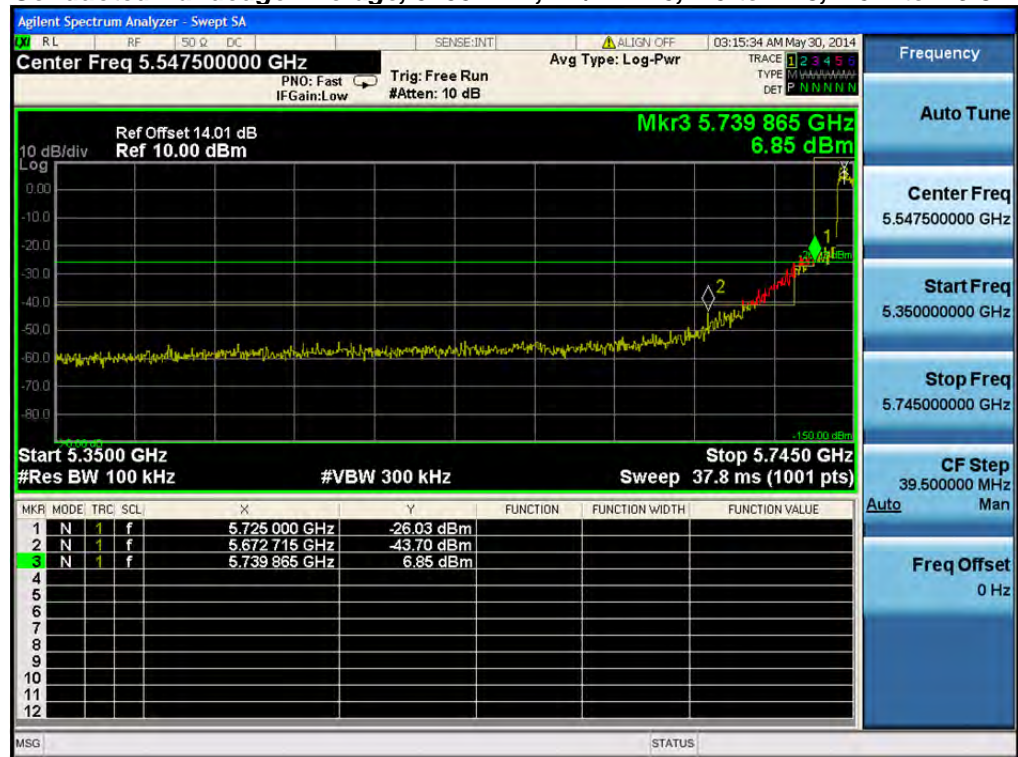 Agilent Spectrum Analyzer - Swept SA
RL RF 50 Ω DC SENSE:INT ALIGN OFF 03:15:34 AM May 30, 2014
Center Freq 5.547500000 GHz
PNO: Fast
IFGain:Low
Trig: Free Run
#Atten: 10 dB
Avg Type: Log-Pwr
TRACE 1 2 3 4 5 6
TYPE M
DET P N N N N N
Ref Offset 14.01 dB
10 dB/div Ref 10.00 dBm
Log
Mkr3 5.739 865 GHz
6.85 dBm
0.00
-10.0
-20.0
-30.0
-40.0
-50.0
-60.0
-70.0
-80.0
1
2
3
-150.00 dBm
Start 5.3500 GHz Stop 5.7450 GHz
#Res BW 100 kHz #VBW 300 kHz Sweep 37.8 ms (1001 pts)
MKR MODE TRC SCL X Y FUNCTION FUNCTION WIDTH FUNCTION VALUE
1 N 1 f 5.725 000 GHz -26.03 dBm
2 N 1 f 5.672 715 GHz -43.70 dBm
3 N 1 f 5.739 865 GHz 6.85 dBm
4
5
6
7
8
9
10
11
12
MSG STATUS
Frequency
Auto Tune
Center Freq
5.547500000 GHz
Start Freq
5.350000000 GHz
Stop Freq
5.745000000 GHz
CF Step
39.500000 MHz
Auto Man
Freq Offset
0 Hz